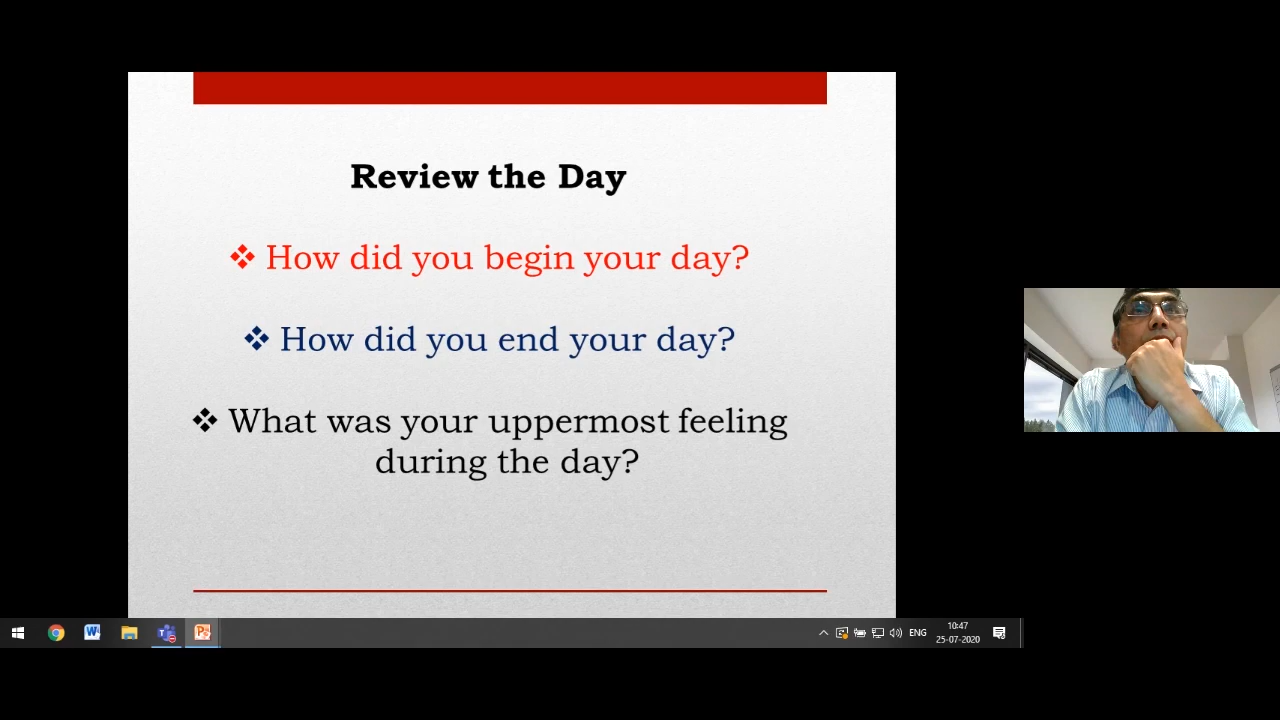 Review the Day
❖ How did you begin your day?
❖ How did you end your day?
❖ What was your uppermost feeling
during the day?
ENG
10:47
25-07-2020